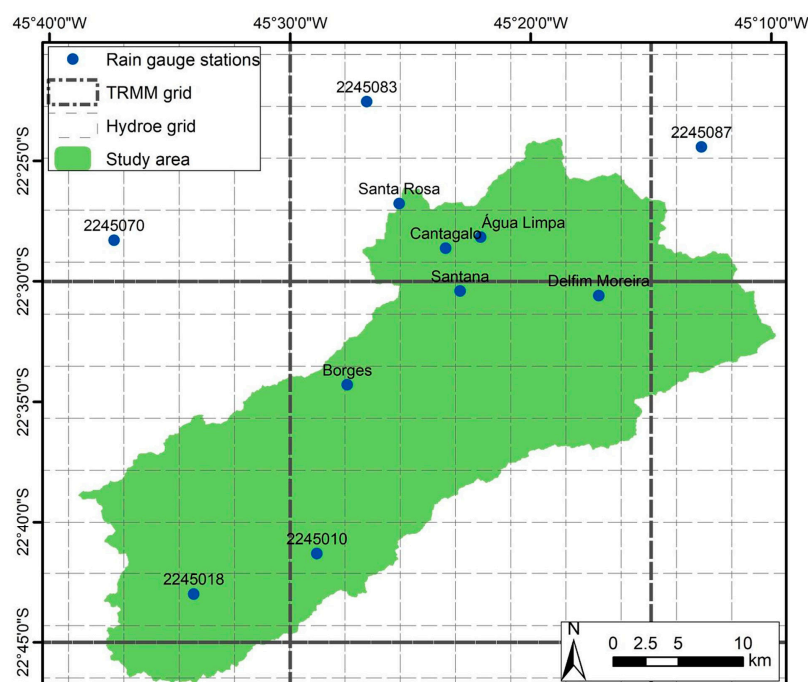 45°40'0"W 45°30'0"W 45°20'0"W 45°10'0"W
Rain gauge stations
TRMM grid
Hydroe grid
Study area
2245083
2245087
22°25'0"S
Santa Rosa
2245070
Água Limpa
Cantagalo
22°30'0"S
Santana
Delfim Moreira
Borges
22°35'0"S
22°40'0"S
2245010
2245018
22°45'0"S
N
0 2.5 5 10
km